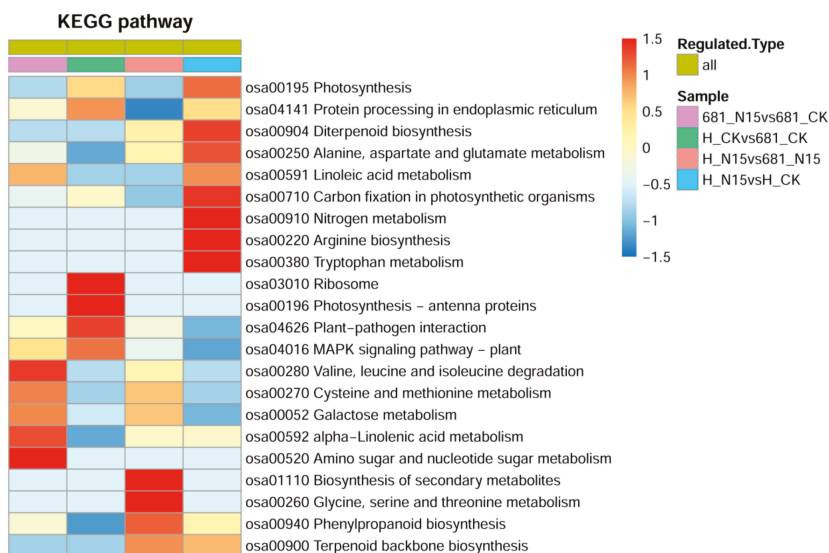 KEGG pathway
osa00195 Photosynthesis
osa04141 Protein processing in endoplasmic reticulum
osa00904 Diterpenoid biosynthesis
osa00250 Alanine, aspartate and glutamate metabolism
osa00591 Linoleic acid metabolism
osa00710 Carbon fixation in photosynthetic organisms
osa00910 Nitrogen metabolism
osa00220 Arginine biosynthesis
osa00380 Tryptophan metabolism
osa03010 Ribosome
osa00196 Photosynthesis − antenna proteins
osa04626 Plant−pathogen interaction
osa04016 MAPK signaling pathway − plant
osa00280 Valine, leucine and isoleucine degradation
osa00270 Cysteine and methionine metabolism
osa00052 Galactose metabolism
osa00592 alpha−Linolenic acid metabolism
osa00520 Amino sugar and nucleotide sugar metabolism
osa01110 Biosynthesis of secondary metabolites
osa00260 Glycine, serine and threonine metabolism
osa00940 Phenylpropanoid biosynthesis
osa00900 Terpenoid backbone biosynthesis
1.5
1
0.5
0
−0.5
−1
−1.5
Regulated.Type
all
Sample
681_N15vs681_CK
H_CKvs681_CK
H_N15vs681_N15
H_N15vsH_CK